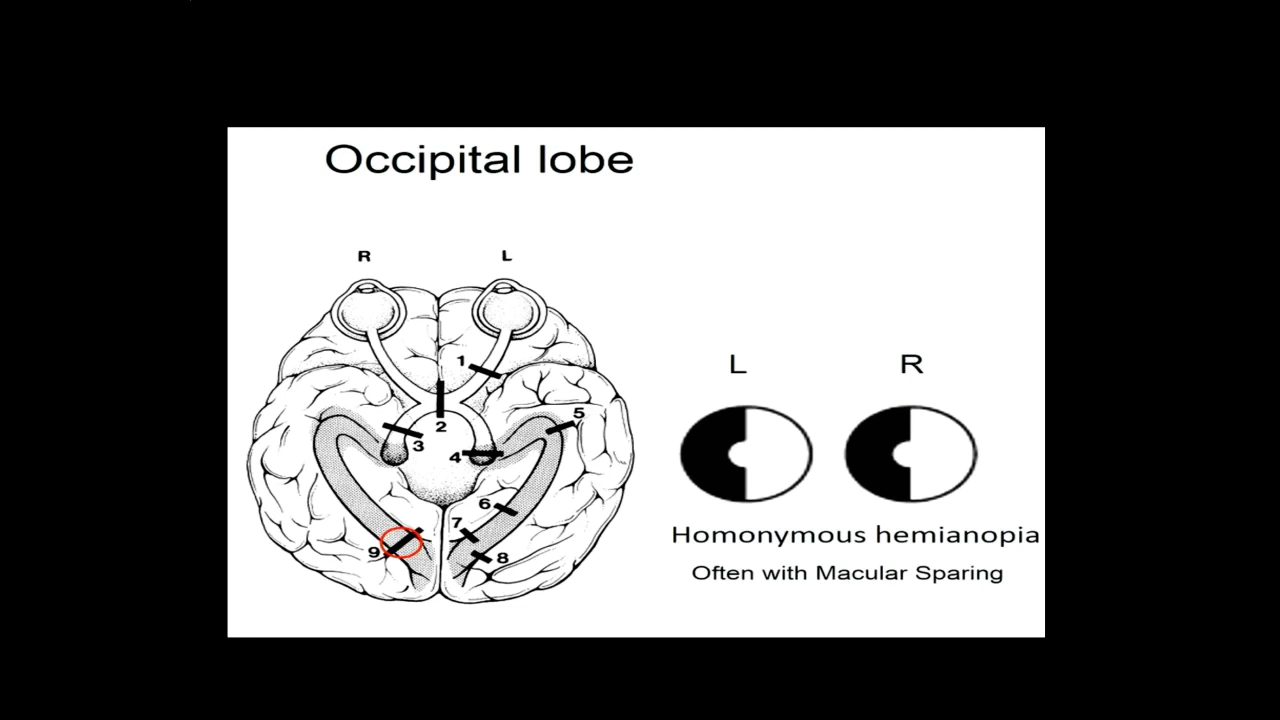 Occipital lobe
R L
1
2
3
4
5
6
7
8
9
L R
Homonymous hemianopia
Often with Macular Sparing